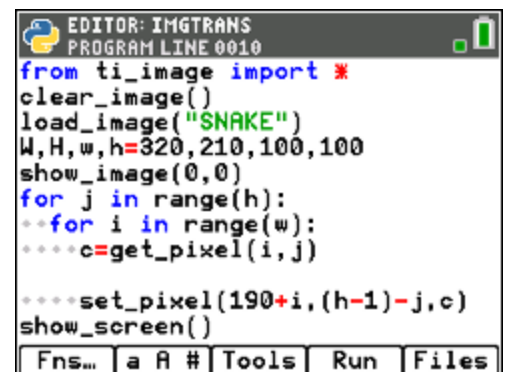 EDITOR: IMGTRANS
PROGRAM LINE 0010
from ti_image import *
clear_image()
load_image("SNAKE")
W,H,w,h=320,210,100,100
show_image(0,0)
for j in range(h):
  for i in range(w):
    c=get_pixel(i,j)
    set_pixel(190+i,(h-1)-j,c)
show_screen()
Fns… a A # Tools Run Files